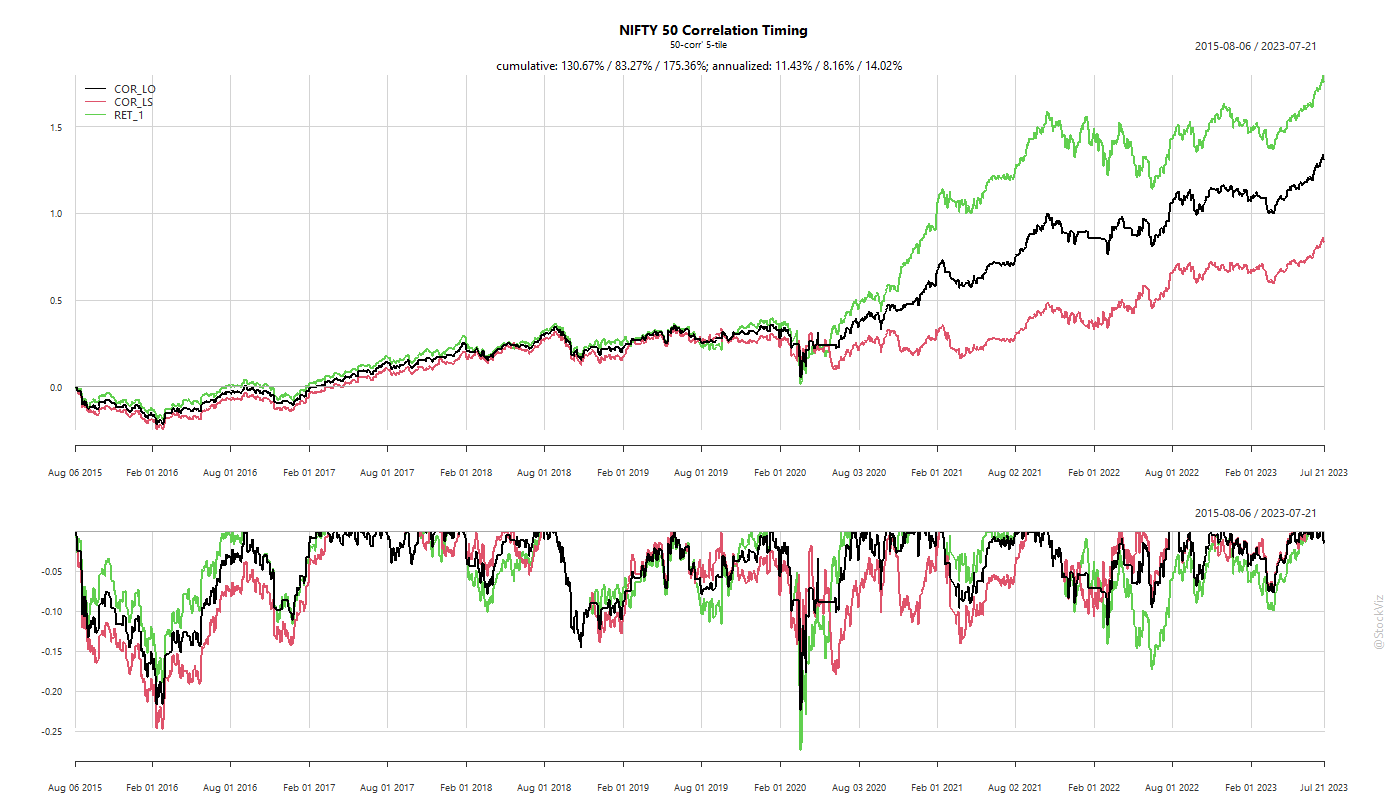 NIFTY 50 Correlation Timing
50-corr' 5-tile
2015-08-06 / 2023-07-21
cumulative: 130.67% / 83.27% / 175.36%; annualized: 11.43% / 8.16% / 14.02%
COR_LO
COR_LS
RET_1
1.5
1.0
0.5
0.0
Aug 06 2015 Feb 01 2016 Aug 01 2016 Feb 01 2017 Aug 01 2017 Feb 01 2018 Aug 01 2018 Feb 01 2019 Aug 01 2019 Feb 01 2020 Aug 03 2020 Feb 01 2021 Aug 02 2021 Feb 01 2022 Aug 01 2022 Feb 01 2023 Jul 21 2023
2015-08-06 / 2023-07-21
-0.05
-0.10
-0.15
-0.20
-0.25
Aug 06 2015 Feb 01 2016 Aug 01 2016 Feb 01 2017 Aug 01 2017 Feb 01 2018 Aug 01 2018 Feb 01 2019 Aug 01 2019 Feb 01 2020 Aug 03 2020 Feb 01 2021 Aug 02 2021 Feb 01 2022 Aug 01 2022 Feb 01 2023 Jul 21 2023
@StockViz